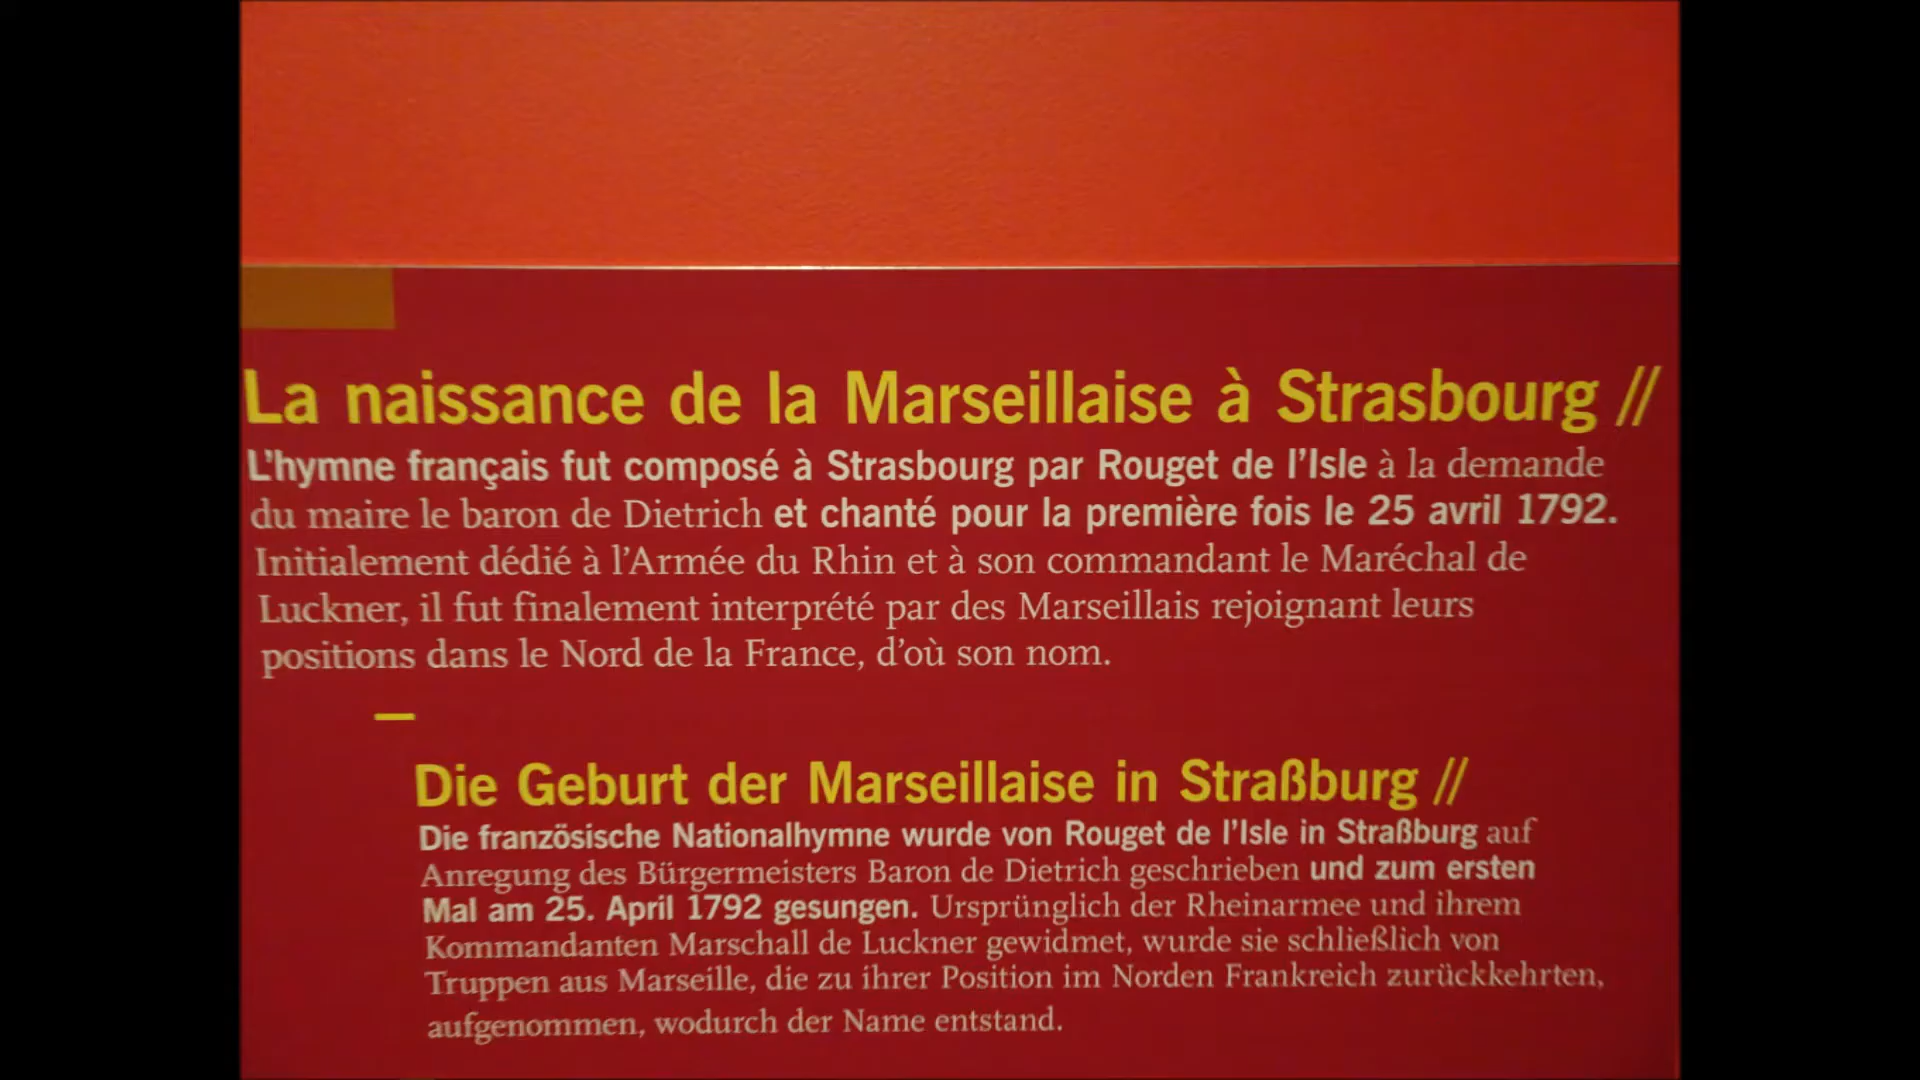 La naissance de la Marseillaise à Strasbourg //
L'hymne français fut composé à Strasbourg par Rouget de l'Isle à la demande
du maire le baron de Dietrich et chanté pour la première fois le 25 avril 1792.
Initialement dédié à l'Armée du Rhin et à son commandant le Maréchal de
Luckner, il fut finalement interprété par des Marseillais rejoignant leurs
positions dans le Nord de la France, d'où son nom.
Die Geburt der Marseillaise in Straßburg //
Die französische Nationalhymne wurde von Rouget de l'Isle in Straßburg auf
Anregung des Bürgermeisters Baron de Dietrich geschrieben und zum ersten
Mal am 25. April 1792 gesungen. Ursprünglich der Rheinarmee und ihrem
Kommandanten Marschall de Luckner gewidmet, wurde sie schließlich von
Truppen aus Marseille, die zu ihrer Position im Norden Frankreich zurückkehrten,
aufgenommen, wodurch der Name entstand.